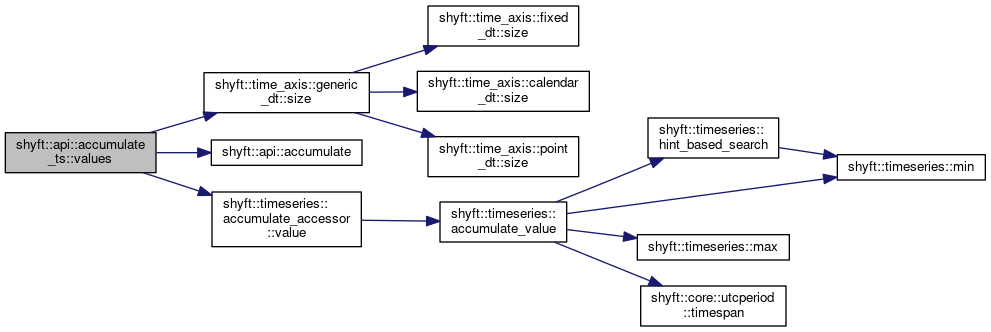 shyft::api::accumulate
_ts::values
shyft::time_axis::generic
_dt::size
shyft::api::accumulate
shyft::timeseries::
accumulate_accessor
::value
shyft::time_axis::fixed
_dt::size
shyft::time_axis::calendar
_dt::size
shyft::time_axis::point
_dt::size
shyft::timeseries::
accumulate_value
shyft::timeseries::
hint_based_search
shyft::timeseries::max
shyft::core::utcperiod
::timespan
shyft::timeseries::min